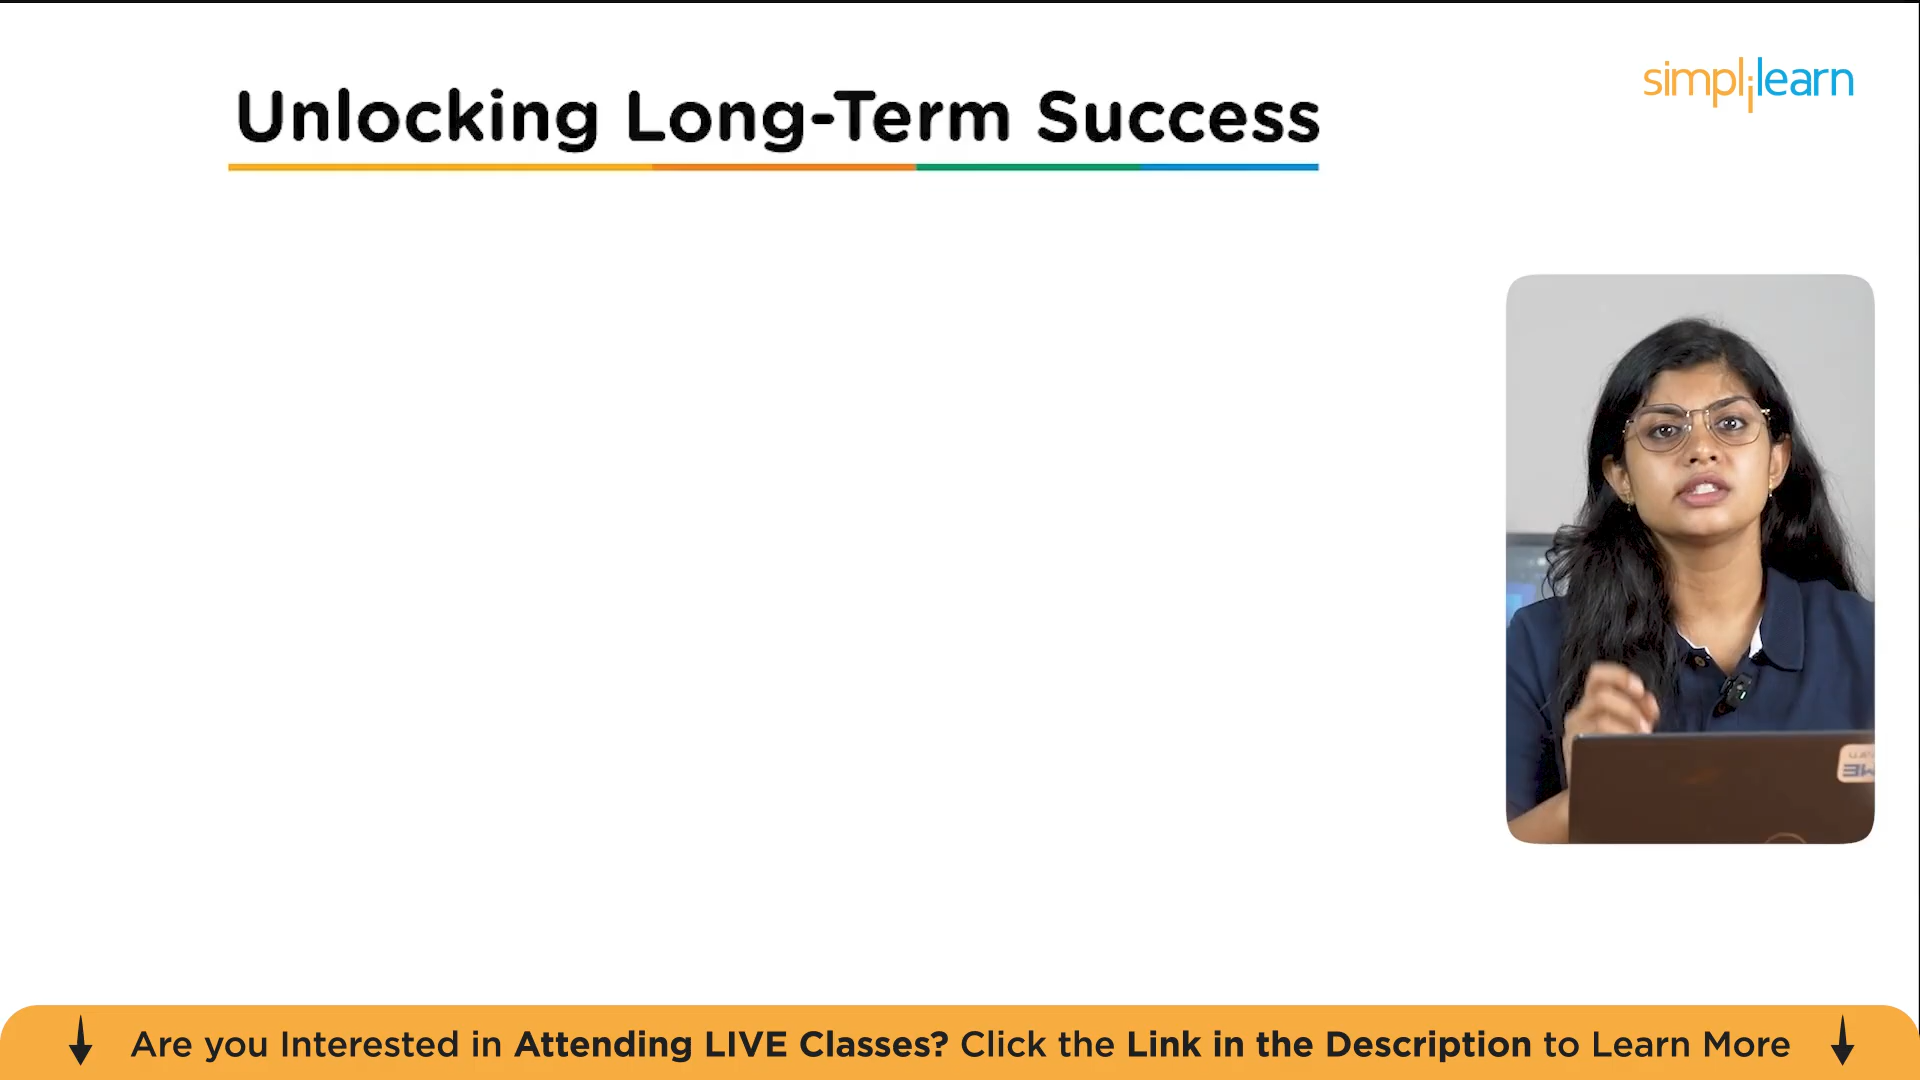 Unlocking Long-Term Success
simplilearn
Are you Interested in Attending LIVE Classes? Click the Link in the Description to Learn More